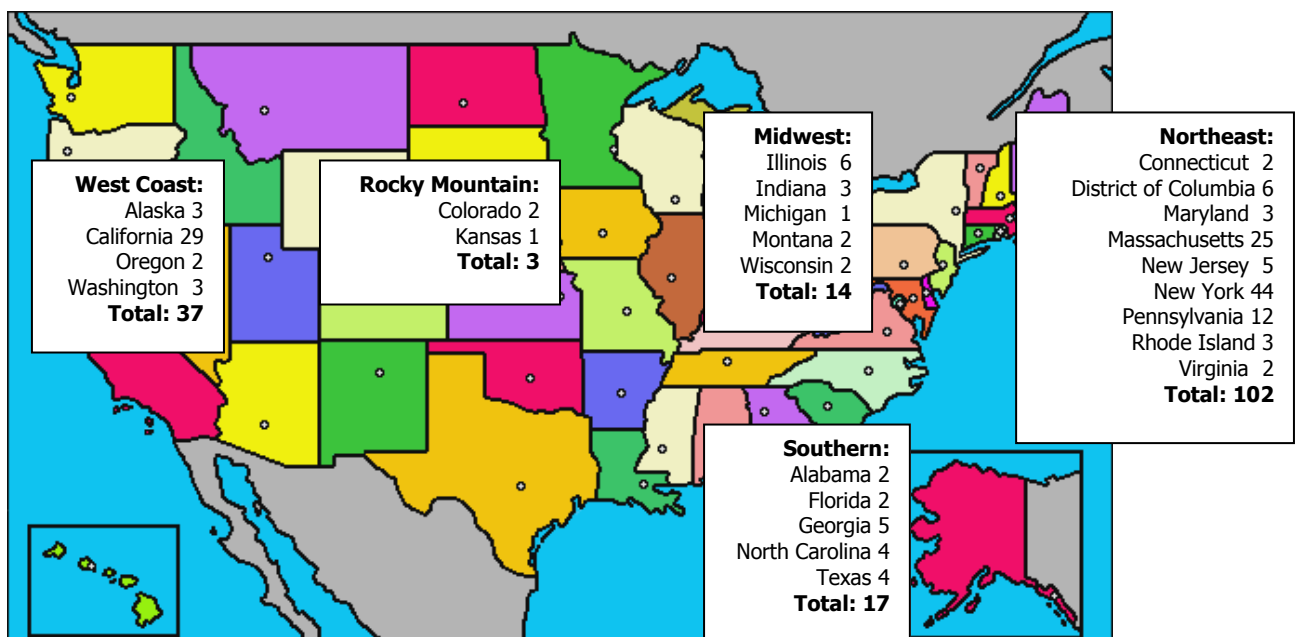 West Coast:
Alaska 3
California 29
Oregon 2
Washington 3
Total: 37
Rocky Mountain:
Colorado 2
Kansas 1
Total: 3
Midwest:
Illinois 6
Indiana 3
Michigan 1
Montana 2
Wisconsin 2
Total: 14
Northeast:
Connecticut 2
District of Columbia 6
Maryland 3
Massachusetts 25
New Jersey 5
New York 44
Pennsylvania 12
Rhode Island 3
Virginia 2
Total: 102
Southern:
Alabama 2
Florida 2
Georgia 5
North Carolina 4
Texas 4
Total: 17